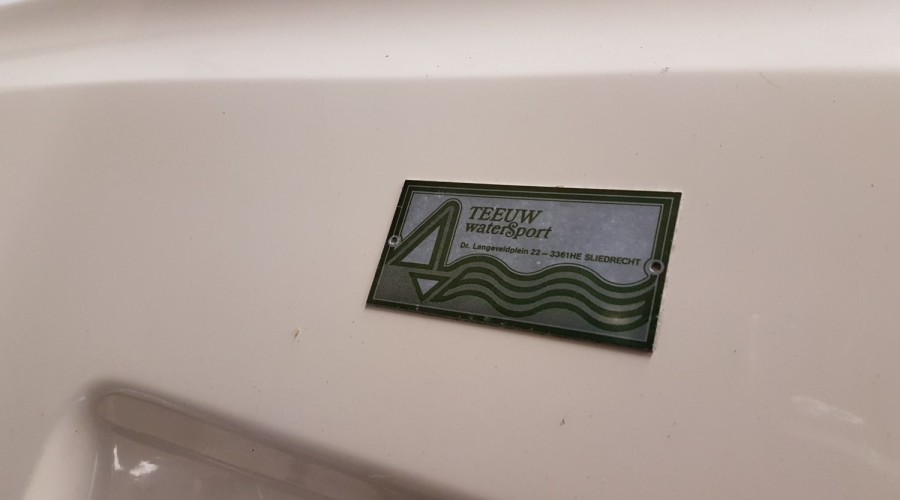 TEEUW
waterSport
Dr. Langeveldplein 22 – 3361HE SLIEDRECHT